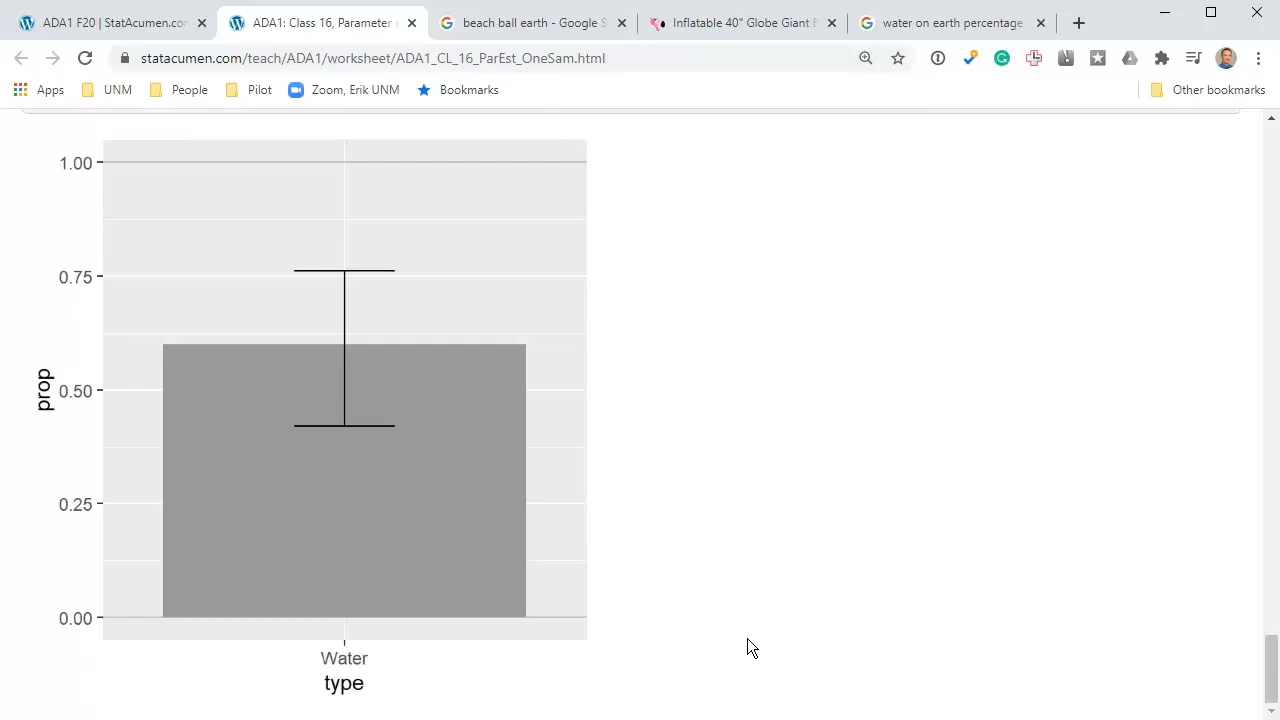 ADA1 F20 | StatAcumen.cor
ADA1: Class 16, Parameter
beach ball earth - Google S
Inflatable 40" Globe Giant B
water on earth percentage
statacumen.com/teach/ADA1/worksheet/ADA1_CL_16_ParEst_OneSam.html
Apps
UNM
People
Pilot
Zoom, Erik UNM
Bookmarks
Other bookmarks
1.00
0.75
0.50
0.25
0.00
prop
Water
type